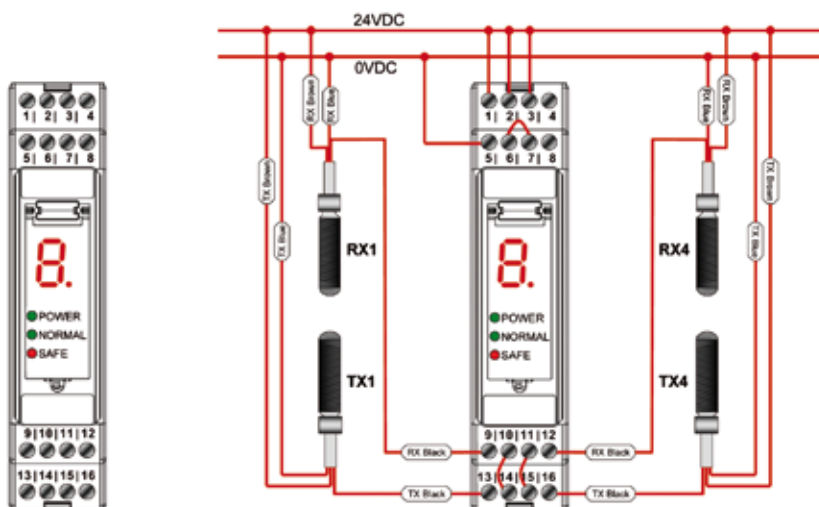 24VDC
0VDC
1| 2| 3| 4
5| 6| 7| 8
8.
POWER
NORMAL
SAFE
9|10|11|12
13|14|15|16
RX Brown
RX Blue
TX Brown
TX Blue
RX1
TX1
1| 2| 3| 4
5| 6| 7| 8
8.
POWER
NORMAL
SAFE
9|10|11|12
13|14|15|16
RX Black
TX Black
RX Black
TX Black
RX Blue
RX Brown
TX Brown
TX Blue
RX4
TX4